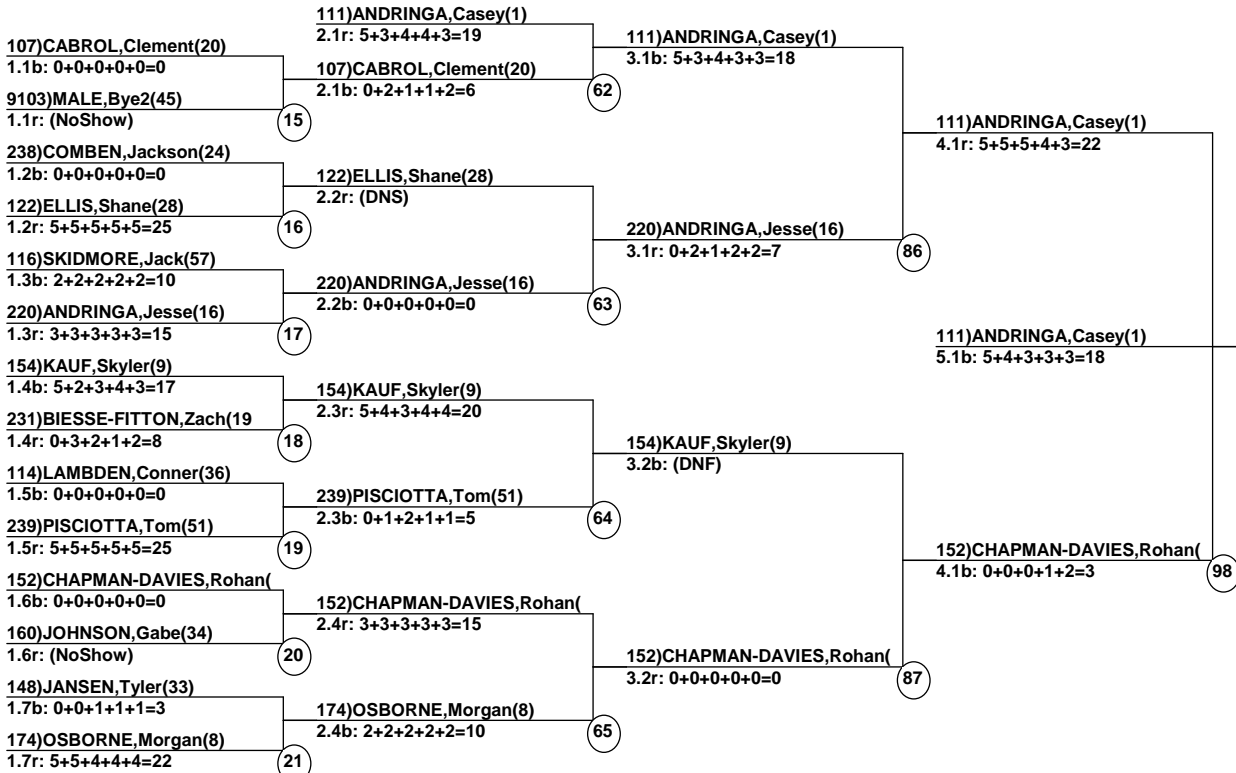 107)CABROL,Clement(20)
1.1b: 0+0+0+0+0=0
9103)MALE,Bye2(45)
1.1r: (NoShow)
15
238)COMBEN,Jackson(24)
1.2b: 0+0+0+0+0=0
122)ELLIS,Shane(28)
1.2r: 5+5+5+5+5=25
16
116)SKIDMORE,Jack(57)
1.3b: 2+2+2+2+2=10
220)ANDRINGA,Jesse(16)
1.3r: 3+3+3+3+3=15
17
154)KAUF,Skyler(9)
1.4b: 5+2+3+4+3=17
231)BIESSE-FITTON,Zach(19
1.4r: 0+3+2+1+2=8
18
114)LAMBDEN,Conner(36)
1.5b: 0+0+0+0+0=0
239)PISCIOTTA,Tom(51)
1.5r: 5+5+5+5+5=25
19
152)CHAPMAN-DAVIES,Rohan(
1.6b: 0+0+0+0+0=0
160)JOHNSON,Gabe(34)
1.6r: (NoShow)
20
148)JANSEN,Tyler(33)
1.7b: 0+0+1+1+1=3
174)OSBORNE,Morgan(8)
1.7r: 5+5+4+4+4=22
21
111)ANDRINGA,Casey(1)
2.1r: 5+3+4+4+3=19
107)CABROL,Clement(20)
2.1b: 0+2+1+1+2=6
62
122)ELLIS,Shane(28)
2.2r: (DNS)
220)ANDRINGA,Jesse(16)
2.2b: 0+0+0+0+0=0
63
154)KAUF,Skyler(9)
2.3r: 5+4+3+4+4=20
239)PISCIOTTA,Tom(51)
2.3b: 0+1+2+1+1=5
64
152)CHAPMAN-DAVIES,Rohan(
2.4r: 3+3+3+3+3=15
174)OSBORNE,Morgan(8)
2.4b: 2+2+2+2+2=10
65
111)ANDRINGA,Casey(1)
3.1b: 5+3+4+3+3=18
220)ANDRINGA,Jesse(16)
3.1r: 0+2+1+2+2=7
86
154)KAUF,Skyler(9)
3.2b: (DNF)
152)CHAPMAN-DAVIES,Rohan(
3.2r: 0+0+0+0+0=0
87
111)ANDRINGA,Casey(1)
4.1r: 5+5+5+4+3=22
111)ANDRINGA,Casey(1)
5.1b: 5+4+3+3+3=18
152)CHAPMAN-DAVIES,Rohan(
4.1b: 0+0+0+1+2=3
98